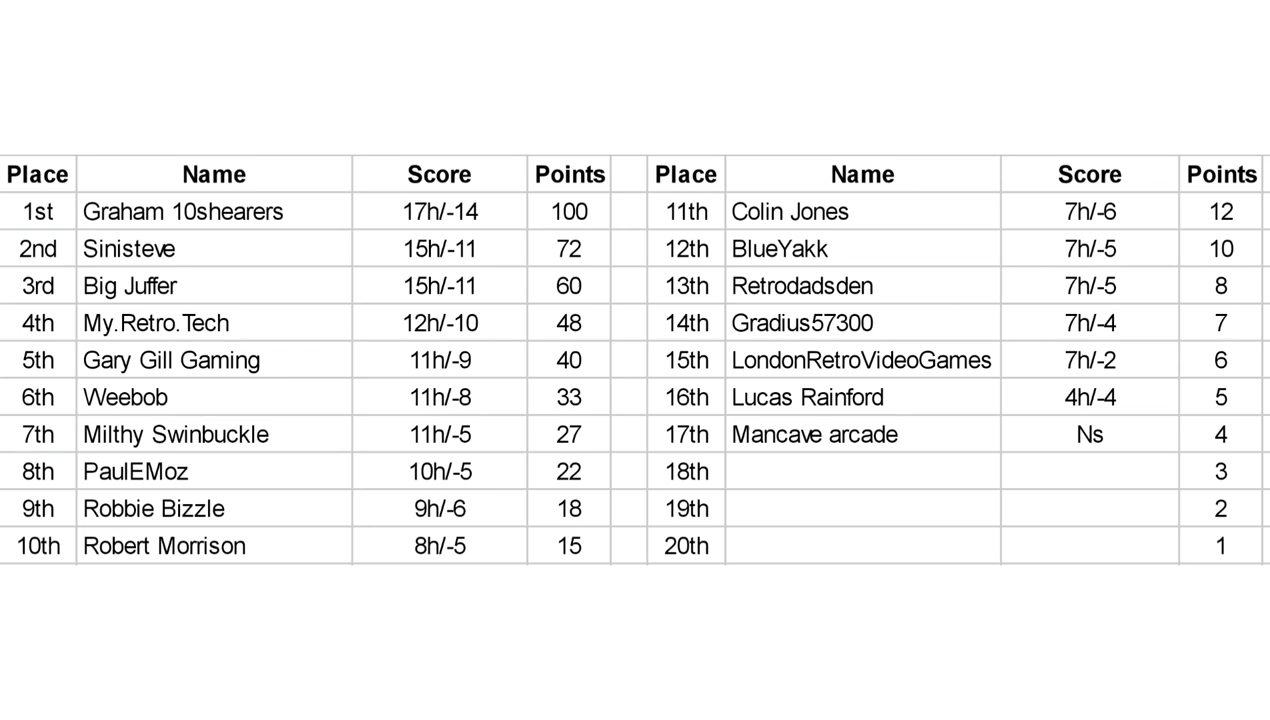 Place Name Score Points Place Name Score Points
1st Graham 10shearers 17h/-14 100 11th Colin Jones 7h/-6 12
2nd Sinisteve 15h/-11 72 12th BlueYakk 7h/-5 10
3rd Big Juffer 15h/-11 60 13th Retrodadsden 7h/-5 8
4th My.Retro.Tech 12h/-10 48 14th Gradius57300 7h/-4 7
5th Gary Gill Gaming 11h/-9 40 15th LondonRetroVideoGames 7h/-2 6
6th Weebob 11h/-8 33 16th Lucas Rainford 4h/-4 5
7th Milthy Swinbuckle 11h/-5 27 17th Mancave arcade Ns 4
8th PaulEMoz 10h/-5 22 18th 3
9th Robbie Bizzle 9h/-6 18 19th 2
10th Robert Morrison 8h/-5 15 20th 1